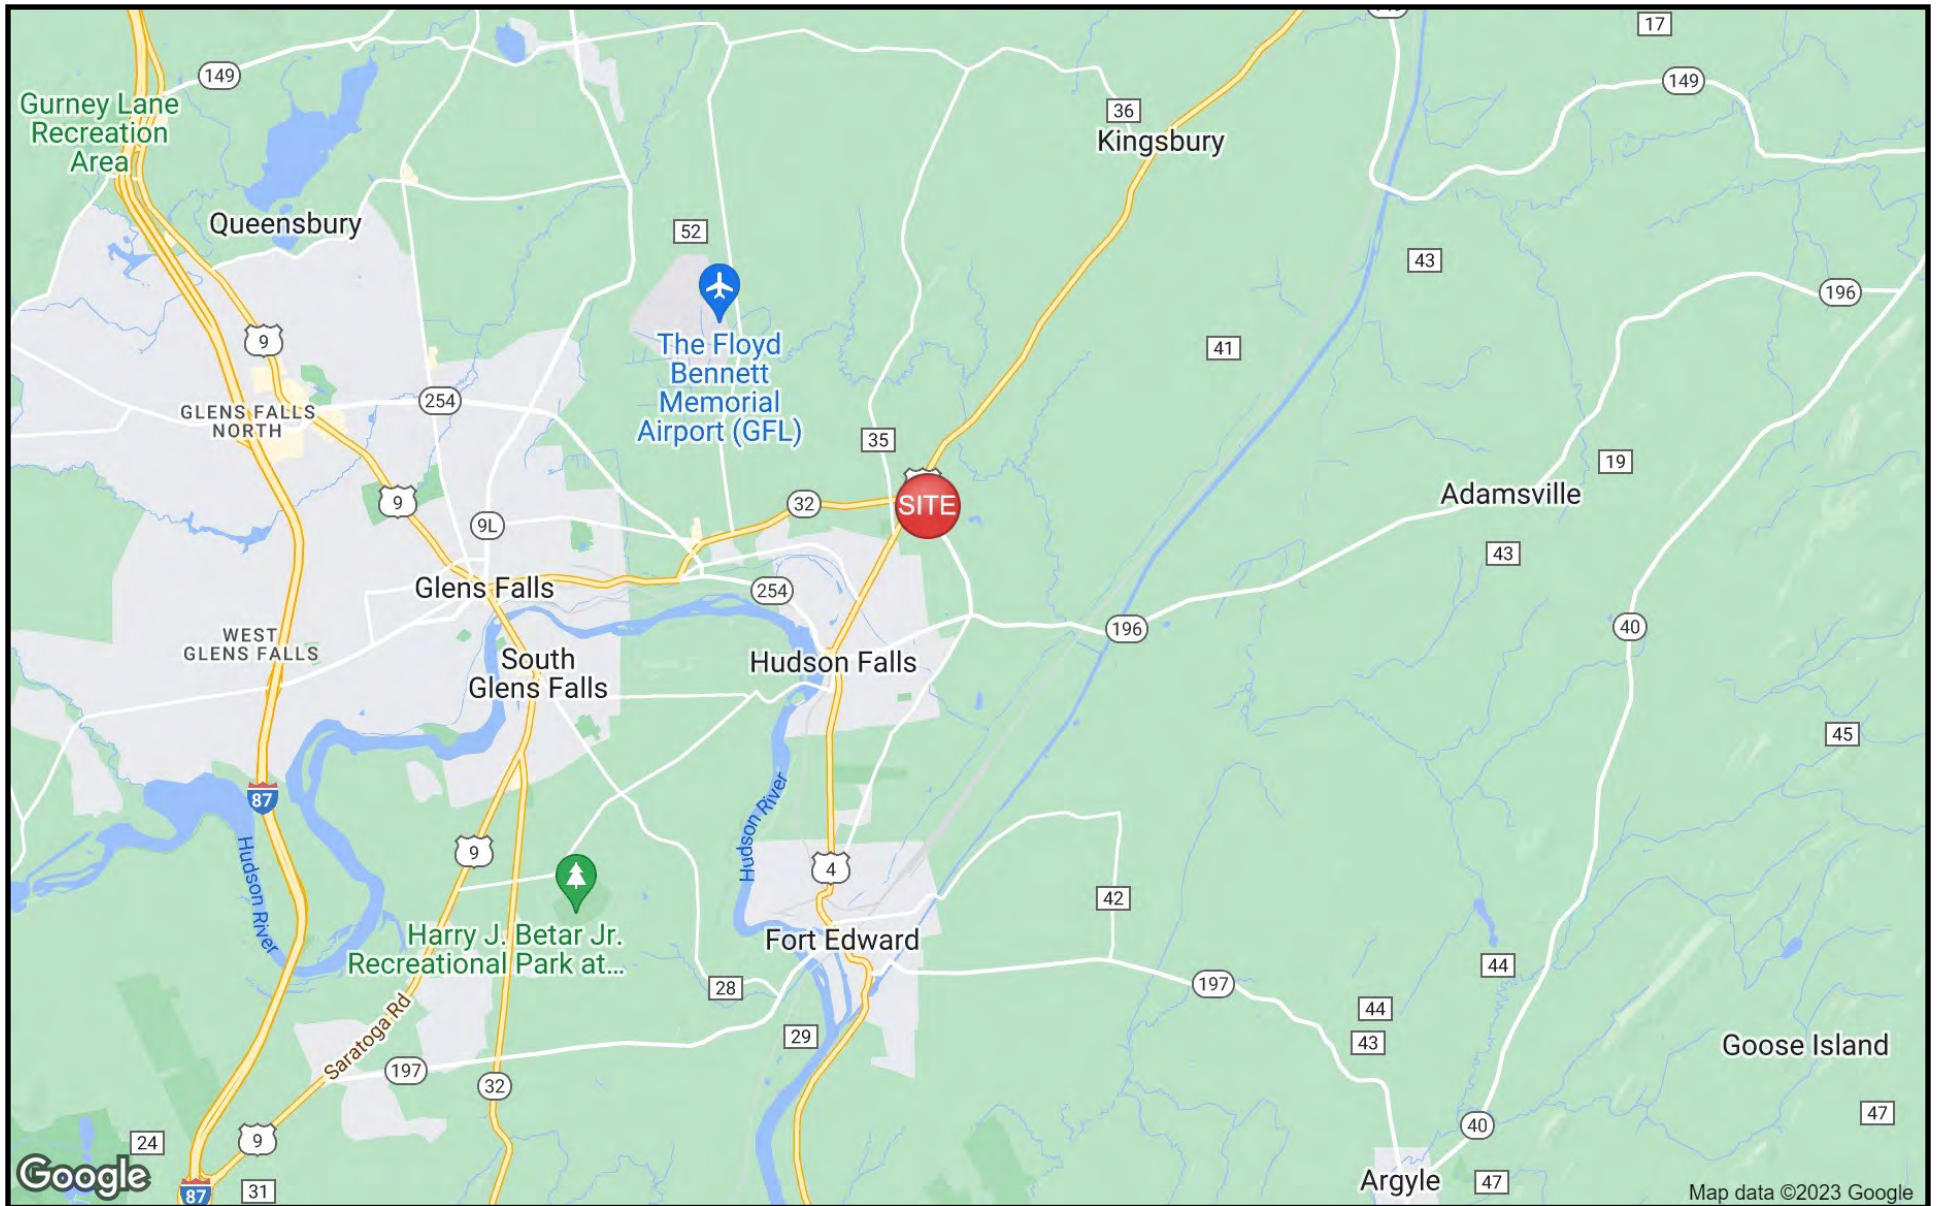 17
149
149
Gurney Lane
Recreation
Area
36
Kingsbury
Queensbury
52
43
196
9
The Floyd
Bennett
Memorial
Airport (GFL)
41
254
GLENS FALLS
NORTH
35
19
Adamsville
9
32
SITE
9L
43
Glens Falls
254
196
40
WEST
GLENS FALLS
South
Glens Falls
Hudson Falls
45
87
Hudson River
Hudson River
9
4
42
Harry J. Betar Jr.
Recreational Park at...
Fort Edward
44
28
197
44
29
43
Saratoga Rd
Goose Island
197
32
47
40
9
24
Google
87
31
Argyle
47
Map data ©2023 Google